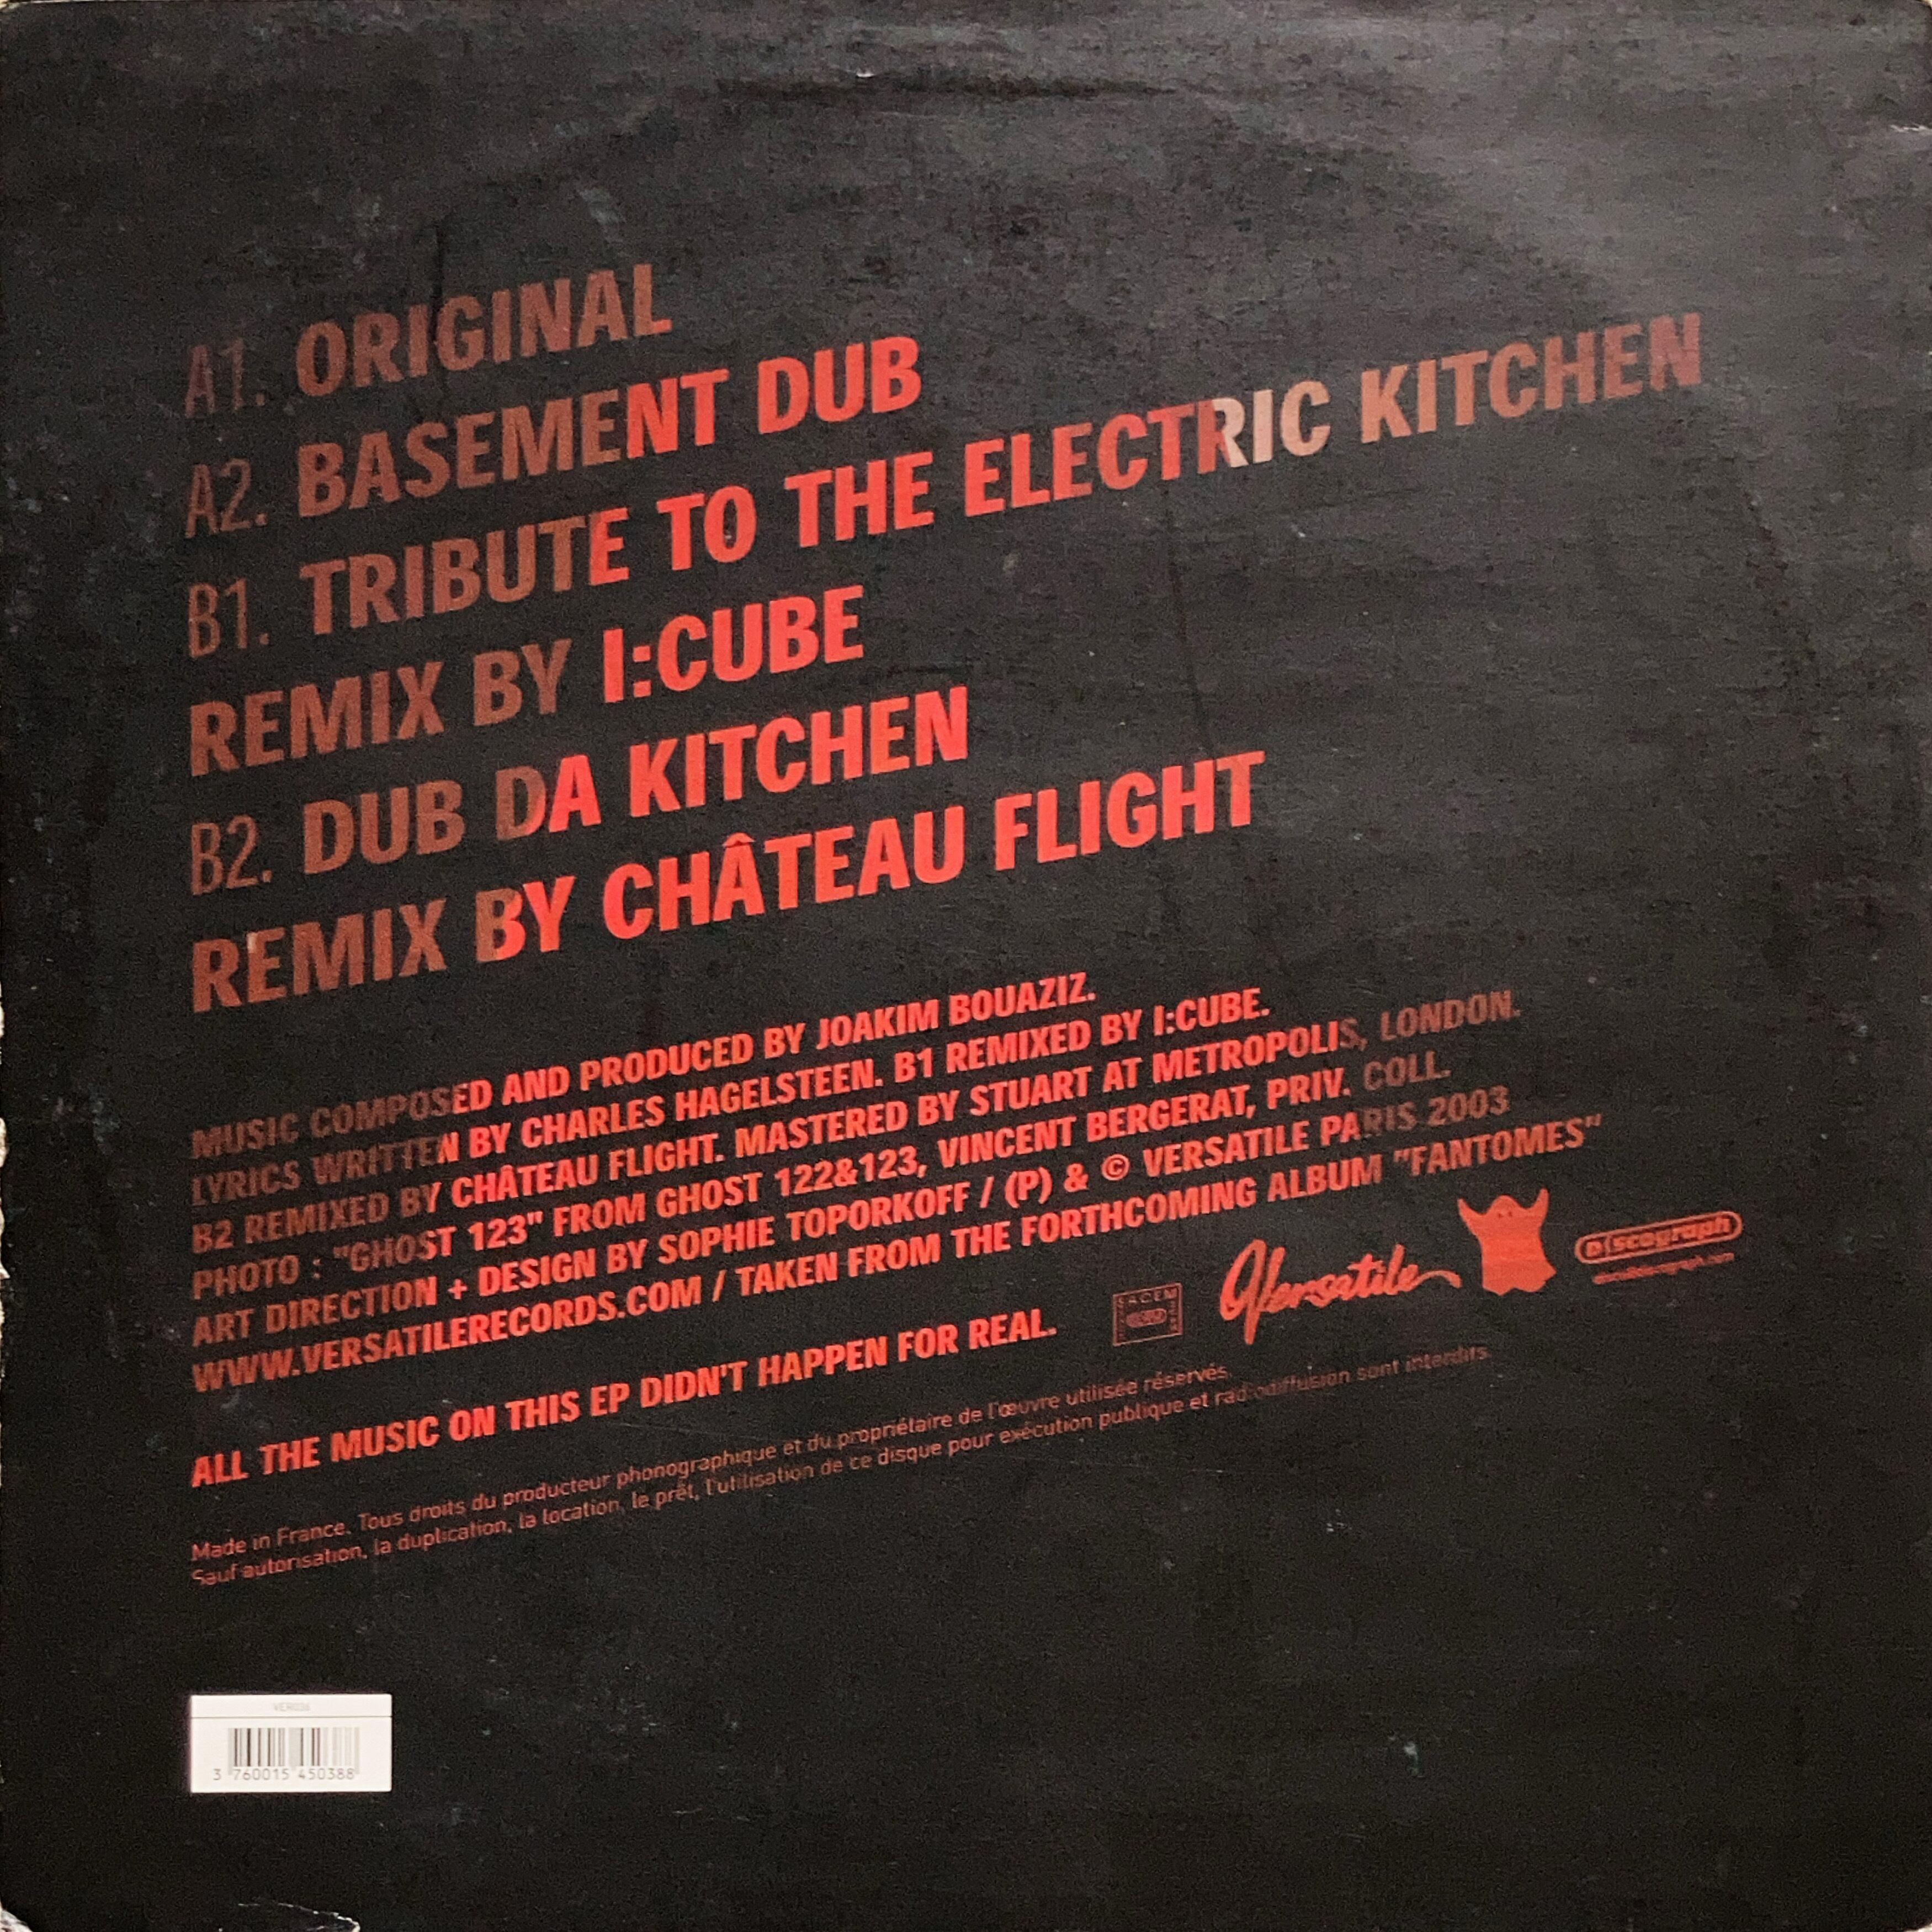 A1. ORIGINAL
A2. BASEMENT DUB
B1. TRIBUTE TO THE ELECTRIC KITCHEN
REMIX BY I:CUBE
B2. DUB DA KITCHEN
REMIX BY CHÂTEAU FLIGHT
MUSIC COMPOSED AND PRODUCED BY JOAKIM BOUAZIZ.
LYRICS WRITTEN BY CHARLES HAGELSTEEN. B1 REMIXED BY I:CUBE.
B2 REMIXED BY CHÂTEAU FLIGHT. MASTERED BY STUART AT METROPOLIS, LONDON.
PHOTO : "GHOST 123" FROM GHOST 122&123, VINCENT BERGERAT, PRIV. COLL.
ART DIRECTION + DESIGN BY SOPHIE TOPORKOFF / (P) & © VERSATILE PARIS 2003
WWW.VERSATILERECORDS.COM / TAKEN FROM THE FORTHCOMING ALBUM "FANTOMES"
ALL THE MUSIC ON THIS EP DIDN'T HAPPEN FOR REAL.
SACEM
Versatile
Discograph
Made in France. Tous droits du producteur phonographique et du propriétaire de l'œuvre utilisée réservés.
Sauf autorisation, la duplication, la location, le prêt, l'utilisation de ce disque pour exécution publique et radiodiffusion sont interdits.
VER036
3 760015 450388